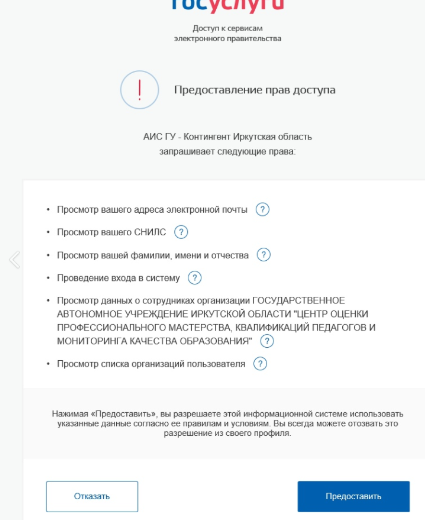 госуслуги
Доступ к сервисам
электронного правительства
!
Предоставление прав доступа
АИС ГУ - Контингент Иркутская область
запрашивает следующие права:
• Просмотр вашего адреса электронной почты ?
• Просмотр вашего СНИЛС ?
• Просмотр вашей фамилии, имени и отчества ?
• Проведение входа в систему ?
• Просмотр данных о сотрудниках организации ГОСУДАРСТВЕННОЕ
АВТОНОМНОЕ УЧРЕЖДЕНИЕ ИРКУТСКОЙ ОБЛАСТИ "ЦЕНТР ОЦЕНКИ
ПРОФЕССИОНАЛЬНОГО МАСТЕРСТВА, КВАЛИФИКАЦИЙ ПЕДАГОГОВ И
МОНИТОРИНГА КАЧЕСТВА ОБРАЗОВАНИЯ" ?
• Просмотр списка организаций пользователя ?
Нажимая «Предоставить», вы разрешаете этой информационной системе использовать
указанные данные согласно ее правилам и условиям. Вы всегда можете отозвать это
разрешение из своего профиля.
Отказать
Предоставить